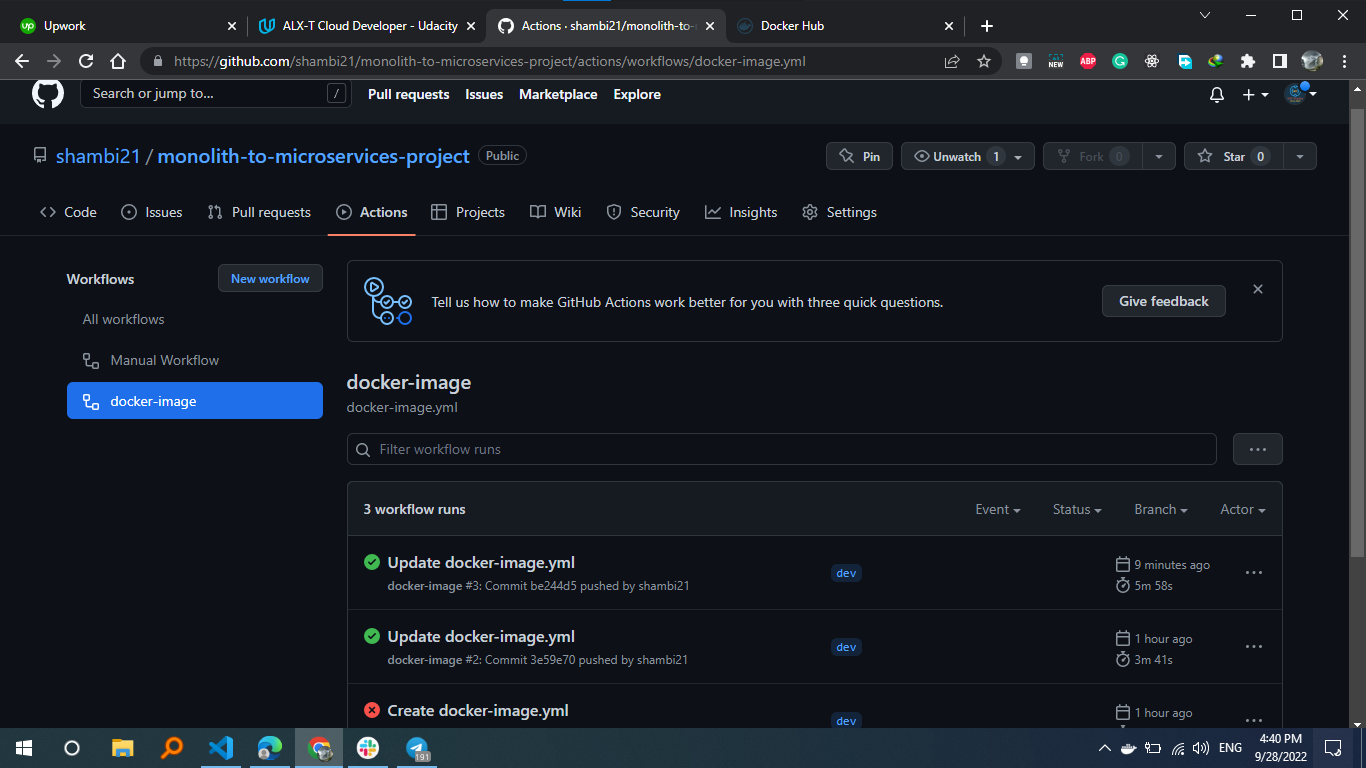 Upwork
ALX-T Cloud Developer - Udacity
Actions · shambi21/monolith-to-
Docker Hub
https://github.com/shambi21/monolith-to-microservices-project/actions/workflows/docker-image.yml
NEW
ABP
Search or jump to...
/
Pull requests
Issues
Marketplace
Explore
shambi21 / monolith-to-microservices-project
Public
Pin
Unwatch 1
Fork 0
Star 0
Code
Issues
Pull requests
Actions
Projects
Wiki
Security
Insights
Settings
Workflows
New workflow
All workflows
Manual Workflow
docker-image
Tell us how to make GitHub Actions work better for you with three quick questions.
Give feedback
docker-image
docker-image.yml
Filter workflow runs
3 workflow runs
Event
Status
Branch
Actor
Update docker-image.yml
docker-image #3: Commit be244d5 pushed by shambi21
dev
9 minutes ago
5m 58s
Update docker-image.yml
docker-image #2: Commit 3e59e70 pushed by shambi21
dev
1 hour ago
3m 41s
Create docker-image.yml
dev
1 hour ago
191
ENG
4:40 PM
9/28/2022